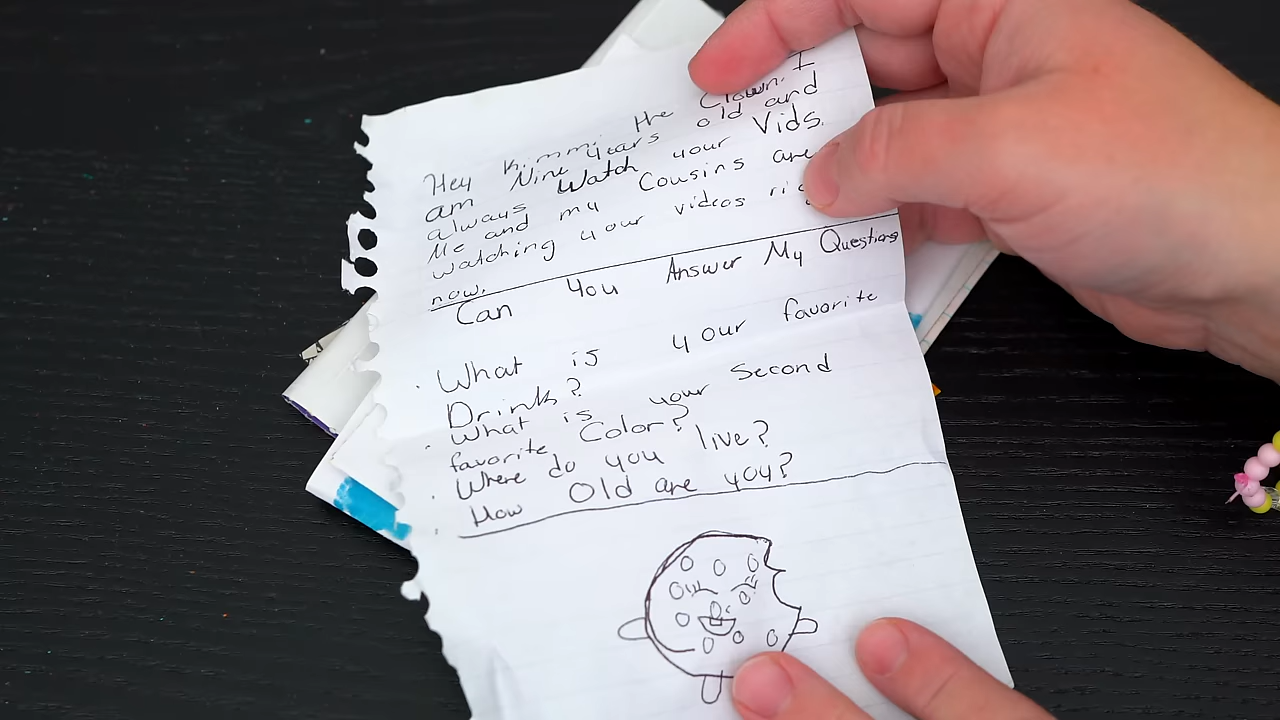 Hey Kimmi the Clown. I
am Nine years old and
always Watch your Vids.
Me and my Cousins are
watching your videos
now.
Can you Answer My Questions
· What is your favorite
Drink?
· What is your Second
favorite Color?
· Where do you live?
· How Old are you?